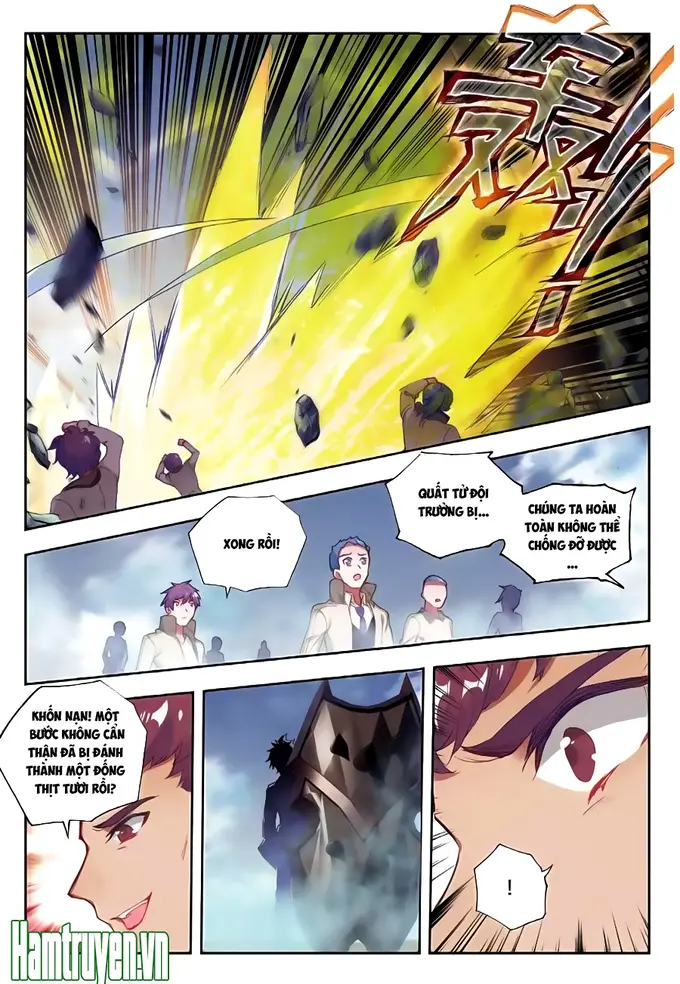 XONG RỒI!
QUẤT TỬ ĐỘI
TRƯỜNG BỊ...
CHÚNG TA HOÀN
TOÀN KHÔNG THỂ
CHỐNG ĐỠ ĐƯỢC
...
KHỐN NẠN! MỘT
BƯỚC KHÔNG CẨN
THẬN ĐÃ BỊ ĐÁNH
THÀNH MỘT ĐỐNG
THỊT TƯƠI RỒI?
!
Hamtruyen.vn